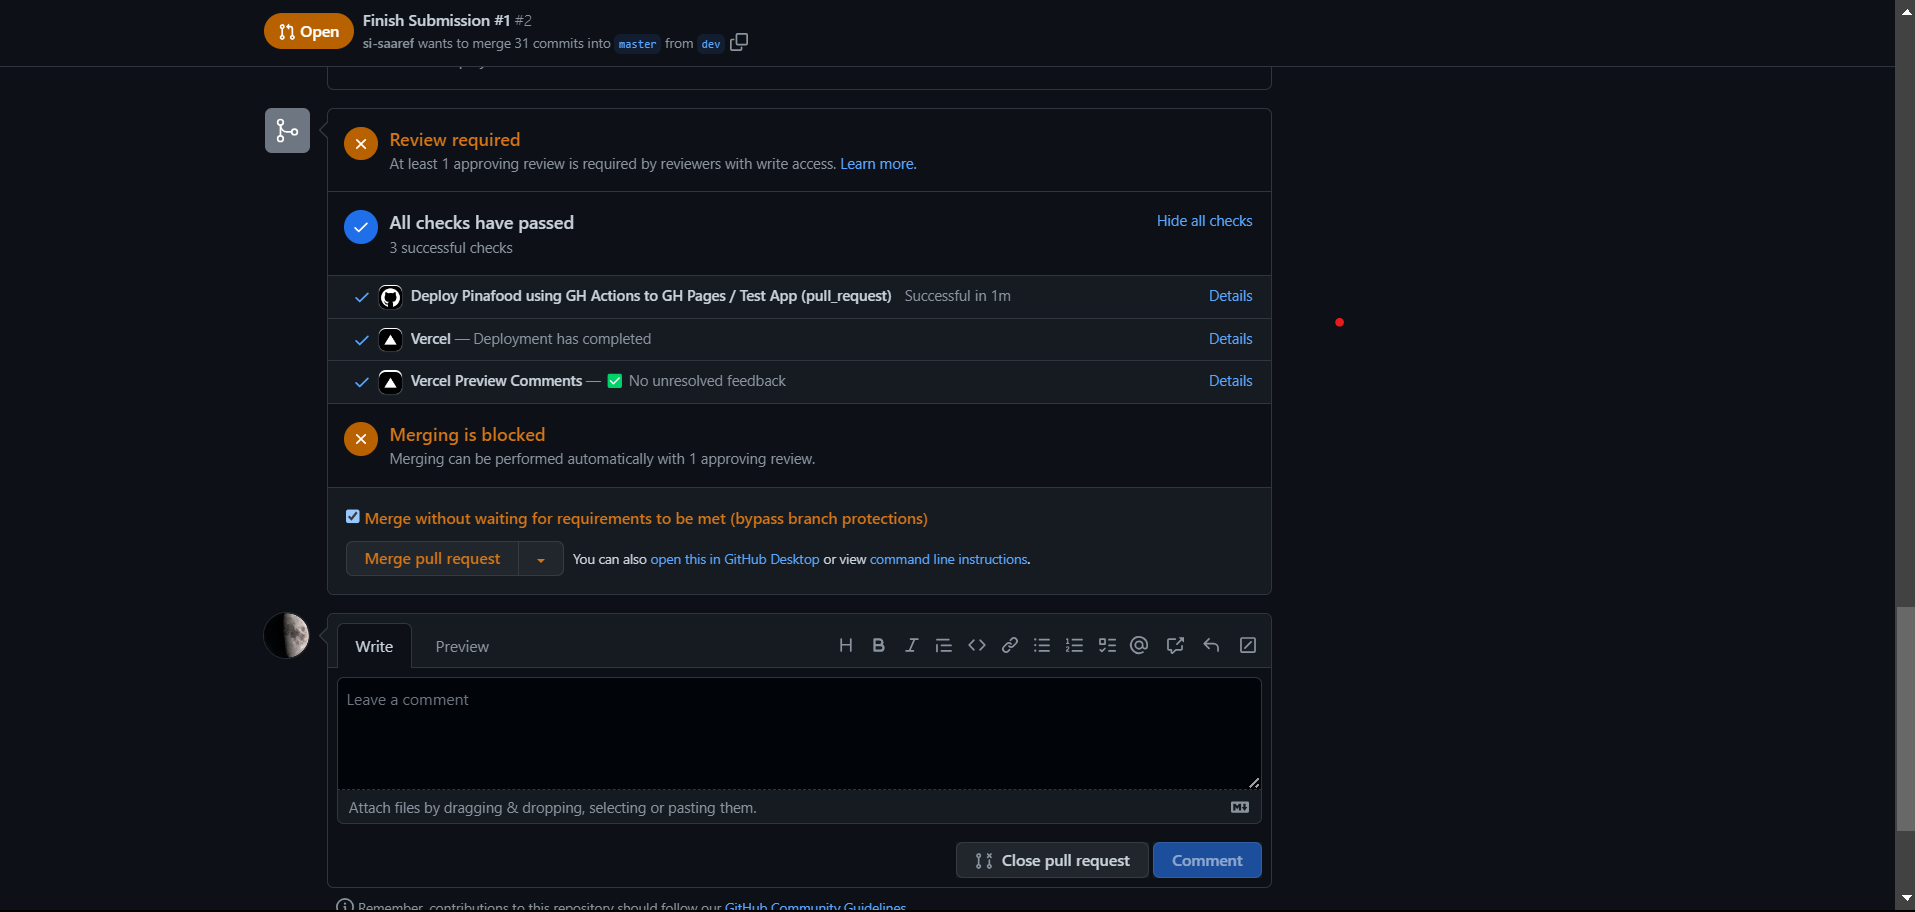 Open
Finish Submission #1 #2
si-saaref wants to merge 31 commits into master from dev
Review required
At least 1 approving review is required by reviewers with write access. Learn more.
All checks have passed
Hide all checks
3 successful checks
Deploy Pinafood using GH Actions to GH Pages / Test App (pull_request) Successful in 1m Details
Vercel — Deployment has completed Details
Vercel Preview Comments — ✅ No unresolved feedback Details
Merging is blocked
Merging can be performed automatically with 1 approving review.
Merge without waiting for requirements to be met (bypass branch protections)
Merge pull request You can also open this in GitHub Desktop or view command line instructions.
Write Preview
Leave a comment
Attach files by dragging & dropping, selecting or pasting them.
Close pull request Comment
Remember, contributions to this repository should follow our GitHub Community Guidelines